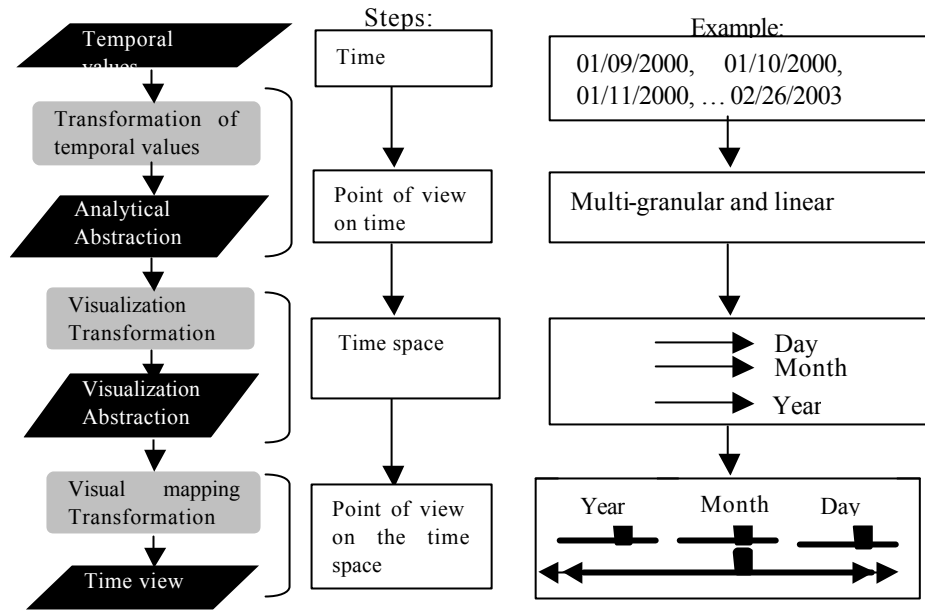 Temporal
values
Transformation of
temporal values
Analytical
Abstraction
Visualization
Transformation
Visualization
Abstraction
Visual mapping
Transformation
Time view
Steps:
Time
Point of view
on time
Time space
Point of view
on the time
space
Example:
01/09/2000, 01/10/2000,
01/11/2000, … 02/26/2003
Multi-granular and linear
Day
Month
Year
Year Month Day